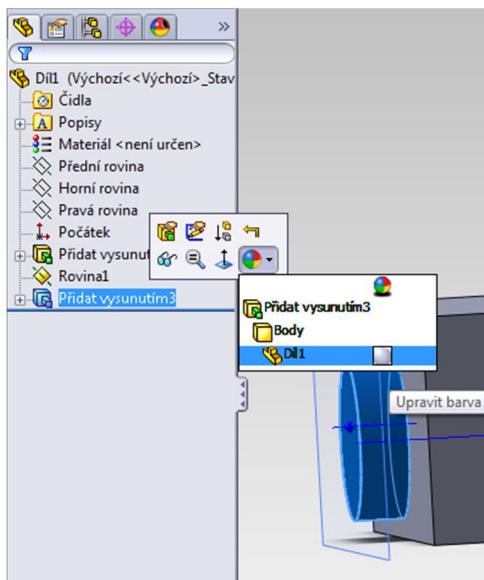 »
Díl1 (Výchozí<<Výchozí>_Stav
Čidla
A Popisy
Materiál <není určen>
Přední rovina
Horní rovina
Pravá rovina
Počátek
Přidat vysunut
Rovina1
Přidat vysunutím3
Přidat vysunutím3
Body
Díl1
Upravit barva